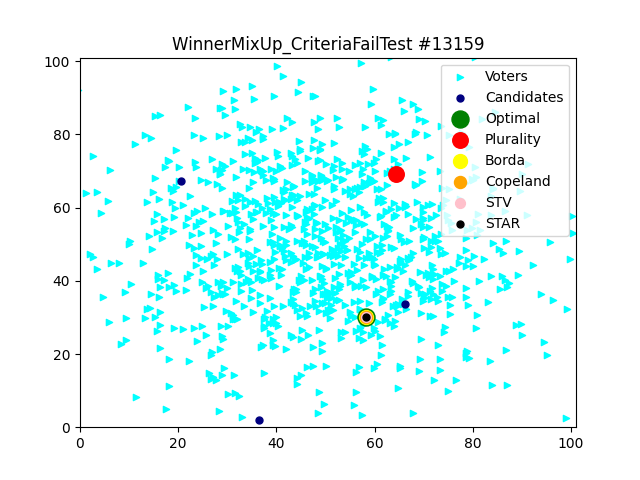 WinnerMixUp_CriteriaFailTest #13159
100
80
60
40
20
0
0
20
40
60
80
100
Voters
Candidates
Optimal
Plurality
Borda
Copeland
STV
STAR